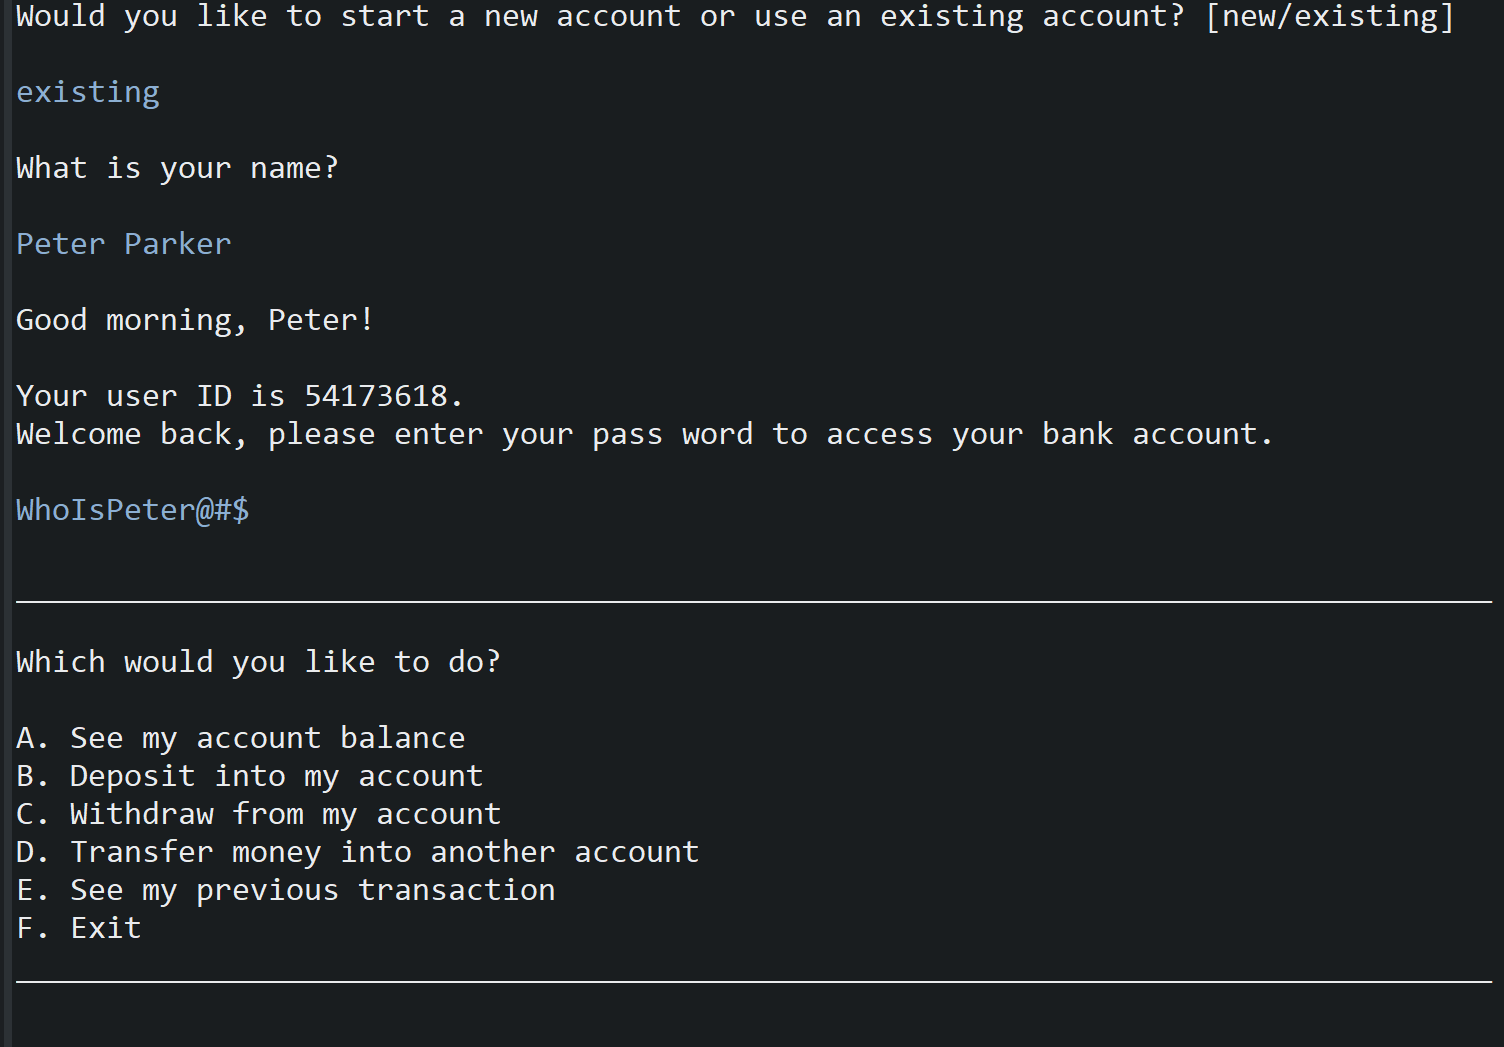 Would you like to start a new account or use an existing account? [new/existing]
existing
What is your name?
Peter Parker
Good morning, Peter!
Your user ID is 54173618.
Welcome back, please enter your pass word to access your bank account.
WhoIsPeter@#$
Which would you like to do?
A. See my account balance
B. Deposit into my account
C. Withdraw from my account
D. Transfer money into another account
E. See my previous transaction
F. Exit